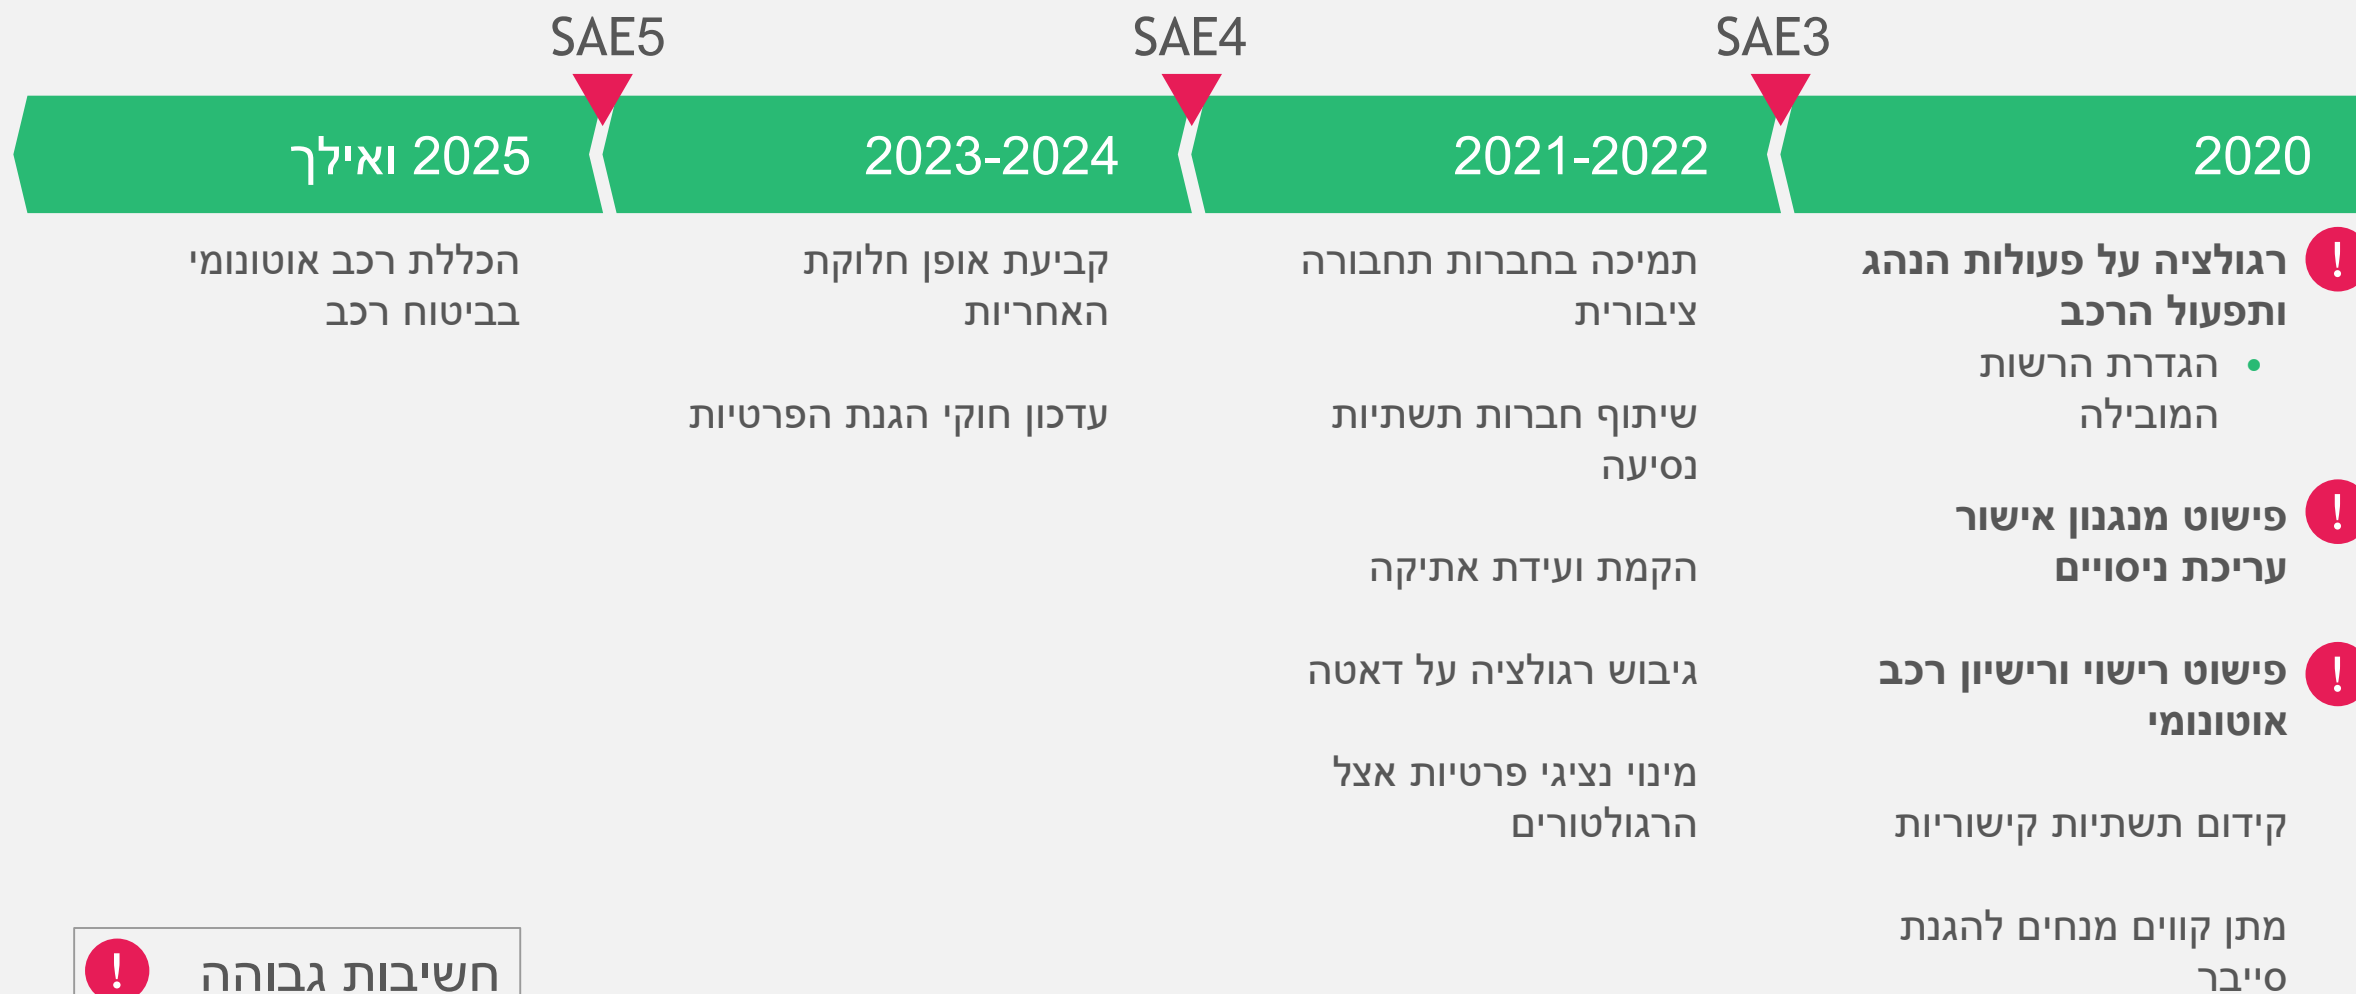 SAE3
SAE4
SAE5
2020
2021-2022
2023-2024
2025 ואילך
רגולציה על פעולות הנהג
ותפעול הרכב
• הגדרת הרשות
המובילה
פישוט מנגנון אישור
עריכת ניסויים
פישוט רישוי ורישיון רכב
אוטונומי
קידום תשתיות קישוריות
מתן קווים מנחים להגנת
סייבר
תמיכה בחברות תחבורה
ציבורית
שיתוף חברות תשתיות
נסיעה
הקמת ועידת אתיקה
גיבוש רגולציה על דאטה
מינוי נציגי פרטיות אצל
הרגולטורים
קביעת אופן חלוקת
האחריות
עדכון חוקי הגנת הפרטיות
הכללת רכב אוטונומי
בביטוח רכב
חשיבות גבוהה